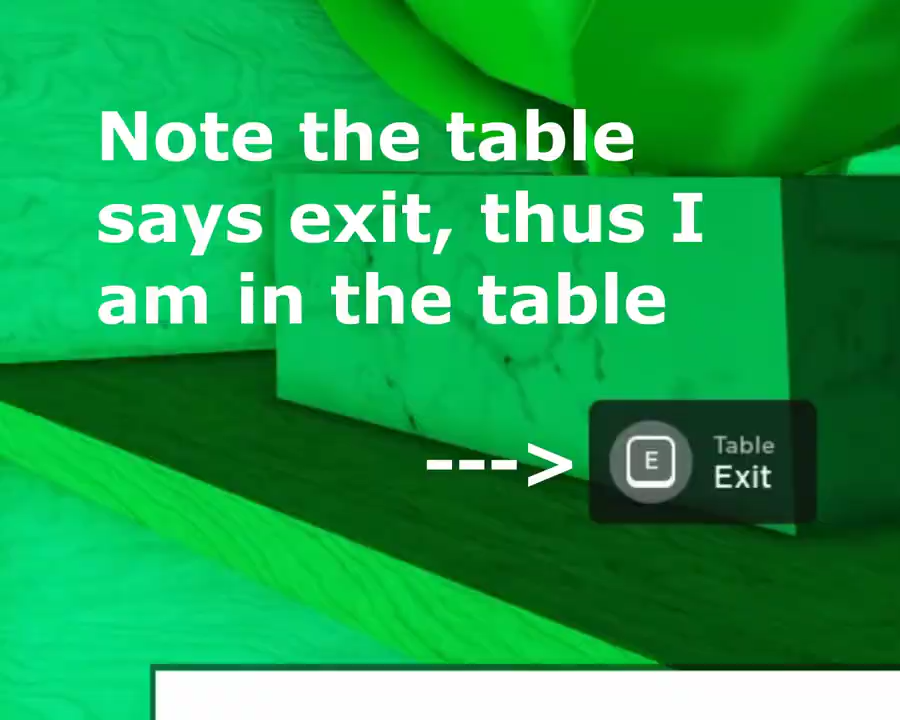 Note the table
says exit, thus I
am in the table
--->
E
Table
Exit